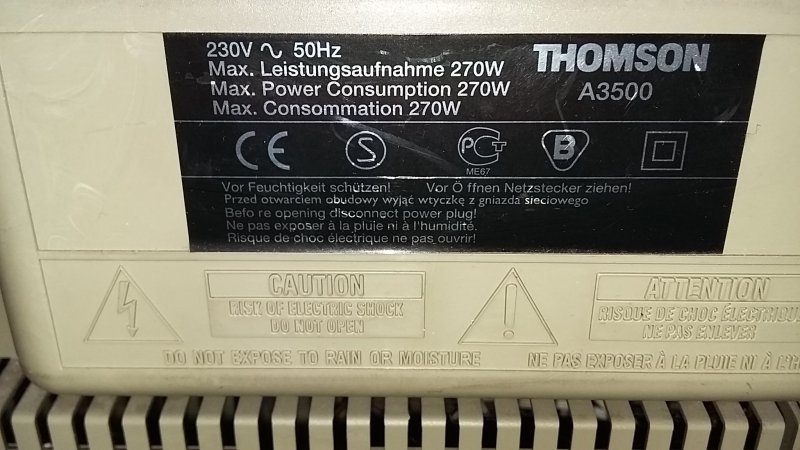 230V ~ 50Hz
THOMSON
Max. Leistungsaufnahme 270W
Max. Power Consumption 270W
A3500
Max. Consommation 270W
CE S PCT B
ME67
Vor Feuchtigkeit schützen! Vor Ö ffnen Netzstecker ziehen!
Przed otwarciem obudowy wyjąć wtyczkę z gniazda sieciowego
Befo re opening disconnect power plug!
Ne pas exposer à la pluie ni à l'humidité.
Risque de choc électrique ne pas ouvrir!
CAUTION
RISK OF ELECTRIC SHOCK
DO NOT OPEN
DO NOT EXPOSE TO RAIN OR MOISTURE
ATTENTION
RISQUE DE CHOC ÉLECTRIQUE
NE PAS ENLEVER
NE PAS EXPOSER À LA PLUIE NI À L'H